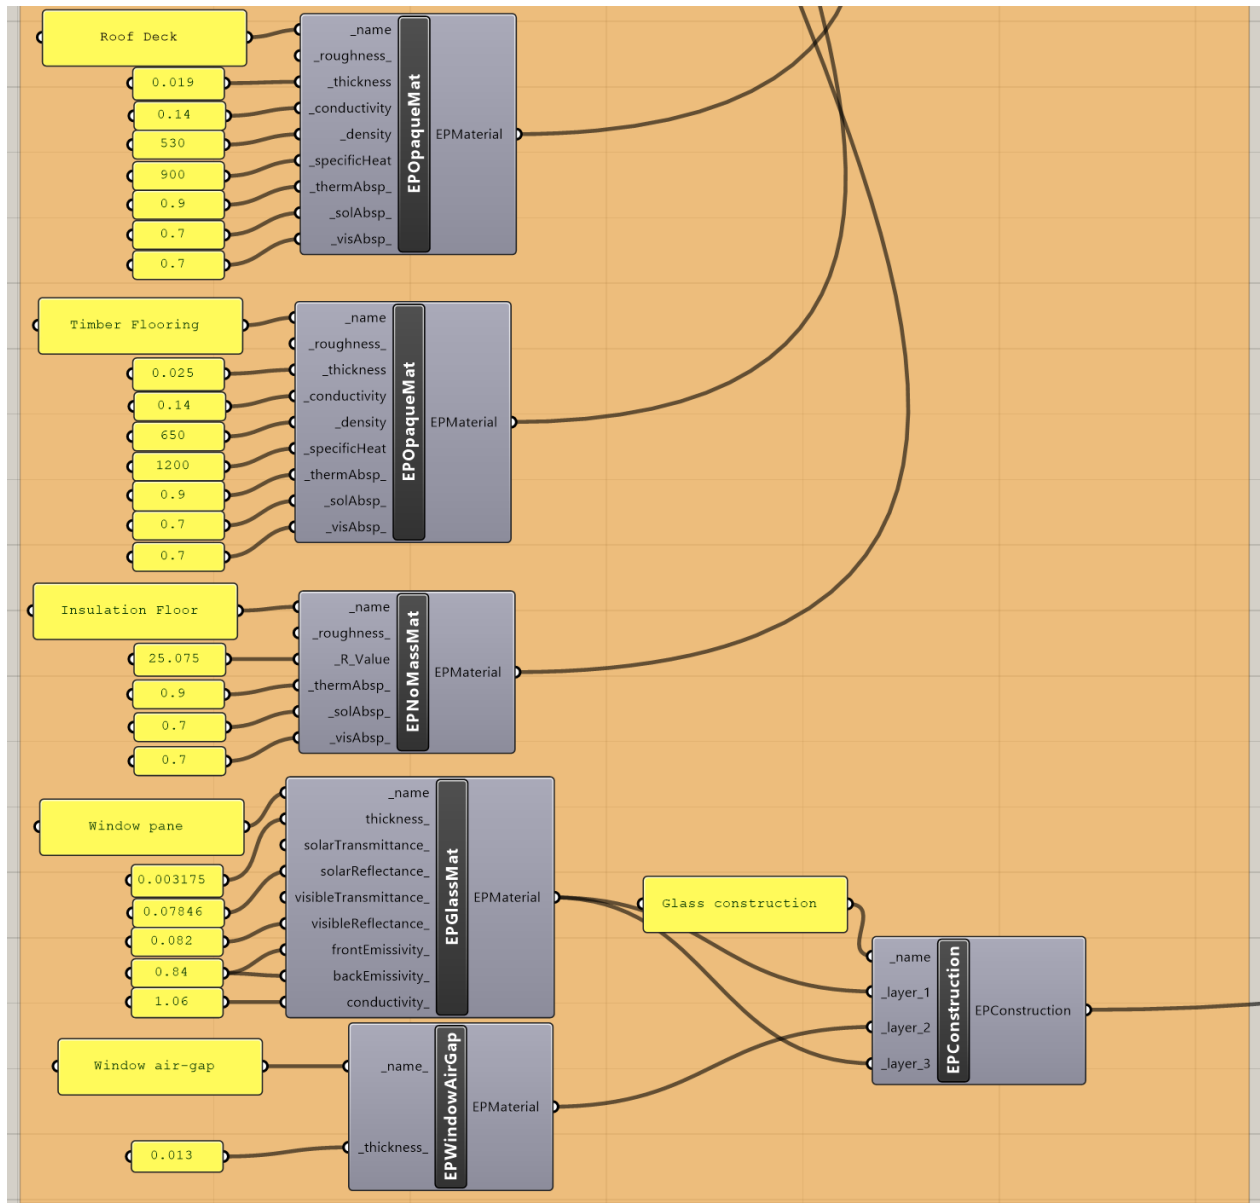 Roof Deck
0.019
0.14
530
900
0.9
0.7
0.7
_name
_roughness_
_thickness
_conductivity
_density
_specificHeat
_thermAbsp_
_solAbsp_
_visAbsp_
EPOpaqueMat
EPMaterial
Timber Flooring
0.025
0.14
650
1200
0.9
0.7
0.7
_name
_roughness_
_thickness
_conductivity
_density
_specificHeat
_thermAbsp_
_solAbsp_
_visAbsp_
EPOpaqueMat
EPMaterial
Insulation Floor
25.075
0.9
0.7
0.7
_name
_roughness_
_R_Value
_thermAbsp_
_solAbsp_
_visAbsp_
EPNoMassMat
EPMaterial
Window pane
0.003175
0.07846
0.082
0.84
1.06
_name
thickness_
solarTransmittance_
solarReflectance_
visibleTransmittance_
visibleReflectance_
frontEmissivity_
backEmissivity_
conductivity_
EPGlassMat
EPMaterial
Window air-gap
0.013
_name_
_thickness_
EPWindowAirGap
EPMaterial
Glass construction
_name
_layer_1
_layer_2
_layer_3
EPConstruction
EPConstruction